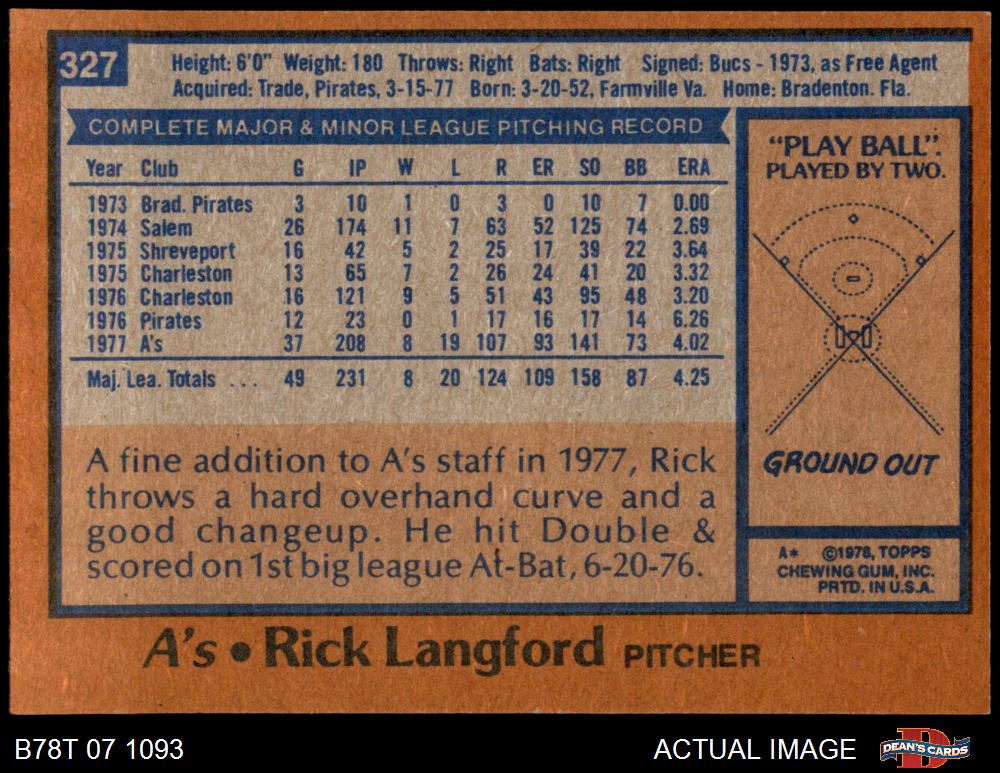 327
Height: 6'0" Weight: 180 Throws: Right Bats: Right Signed: Bucs - 1973, as Free Agent
Acquired: Trade, Pirates, 3-15-77 Born: 3-20-52, Farmville Va. Home: Bradenton. Fla.
COMPLETE MAJOR & MINOR LEAGUE PITCHING RECORD
Year Club G IP W L R ER SO BB ERA
1973 Brad. Pirates 3 10 1 0 3 0 10 7 0.00
1974 Salem 26 174 11 7 63 52 125 74 2.69
1975 Shreveport 16 42 5 2 25 17 39 22 3.64
1975 Charleston 13 65 7 2 26 24 41 20 3.32
1976 Charleston 16 121 9 5 51 43 95 48 3.20
1976 Pirates 12 23 0 1 17 16 17 14 6.26
1977 A's 37 208 8 19 107 93 141 73 4.02
Maj. Lea. Totals ... 49 231 8 20 124 109 158 87 4.25
A fine addition to A's staff in 1977, Rick
throws a hard overhand curve and a
good changeup. He hit Double &
scored on 1st big league At-Bat, 6-20-76.
"PLAY BALL":
PLAYED BY TWO.
GROUND OUT
A* ©1978, TOPPS
CHEWING GUM, INC.
PRTD. IN U.S.A.
A's • Rick Langford PITCHER
B78T 07 1093
ACTUAL IMAGE
DEAN'S CARDS